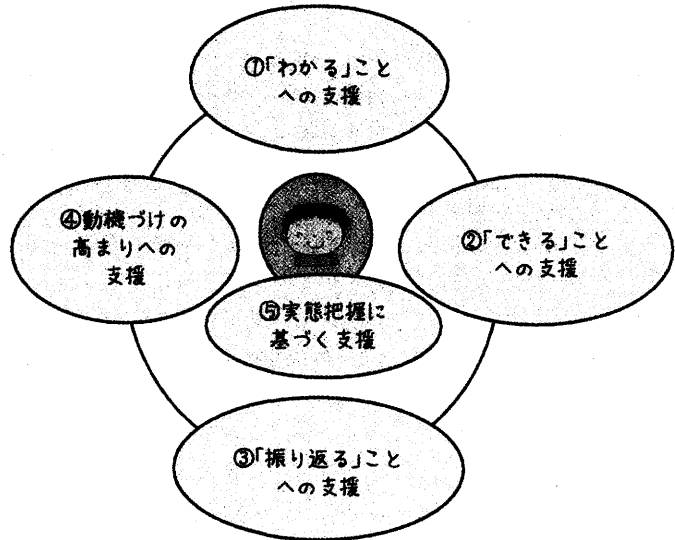 ①「わかる」こと
への支援
②「できる」こと
への支援
③「振り返る」こと
への支援
④動機づけの
高まりへの
支援
⑤実態把握に
基づく支援